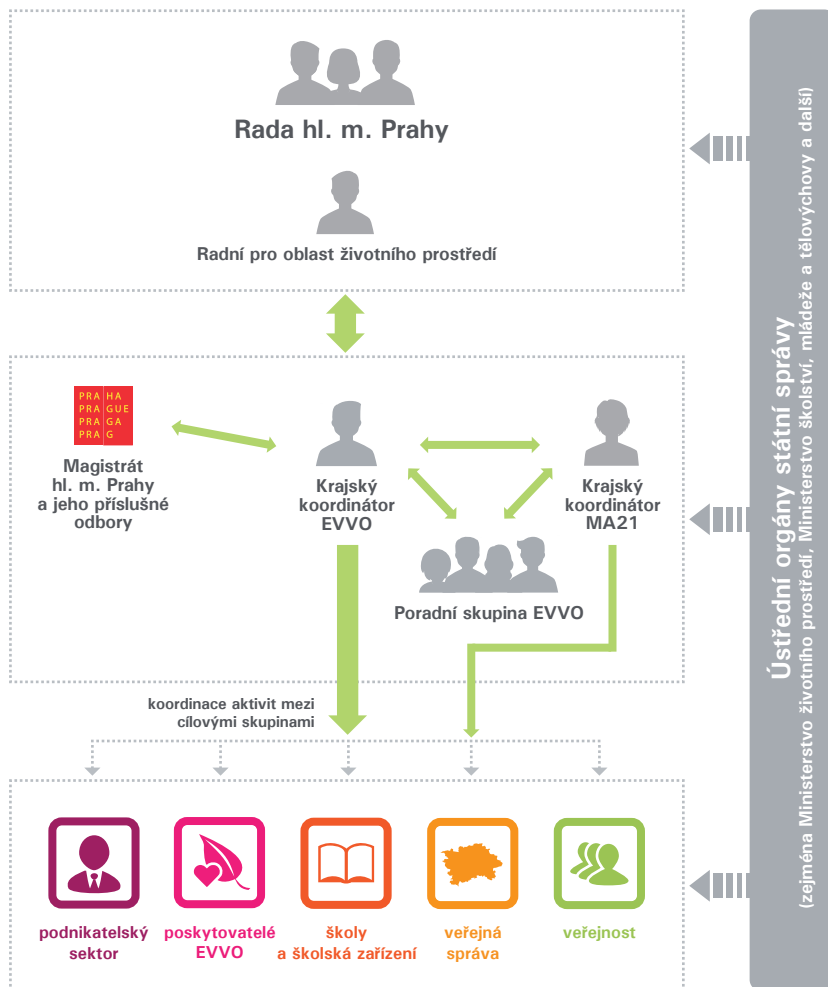 Rada hl. m. Prahy
Radní pro oblast životního prostředí
PRA HA
PRA GUE
PRA GA
PRA G
Magistrát
hl. m. Prahy
a jeho příslušné
odbory
Krajský
koordinator
EVVO
Krajský
koordinátor
MA21
Poradní skupina EVVO
koordinace aktivit mezi
cílovými skupinami
podnikatelský
sektor
poskytovatelé
EVVO
školy
a školská zařízení
veřejná
správa
veřejnost
Ústřední orgány státní správy
(zejména Ministerstvo životního prostředí, Ministerstvo školství, mládeže a tělovýchovy a další)